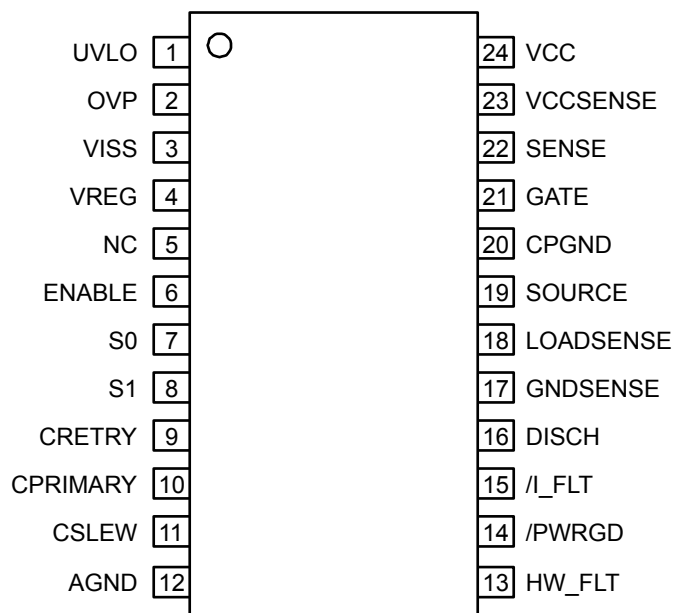 UVLO 1 24 VCC
OVP 2 23 VCCSENSE
VISS 3 22 SENSE
VREG 4 21 GATE
NC 5 20 CPGND
ENABLE 6 19 SOURCE
S0 7 18 LOADSENSE
S1 8 17 GNDSENSE
CRETRY 9 16 DISCH
CPRIMARY 10 15 /I_FLT
CSLEW 11 14 /PWRGD
AGND 12 13 HW_FLT